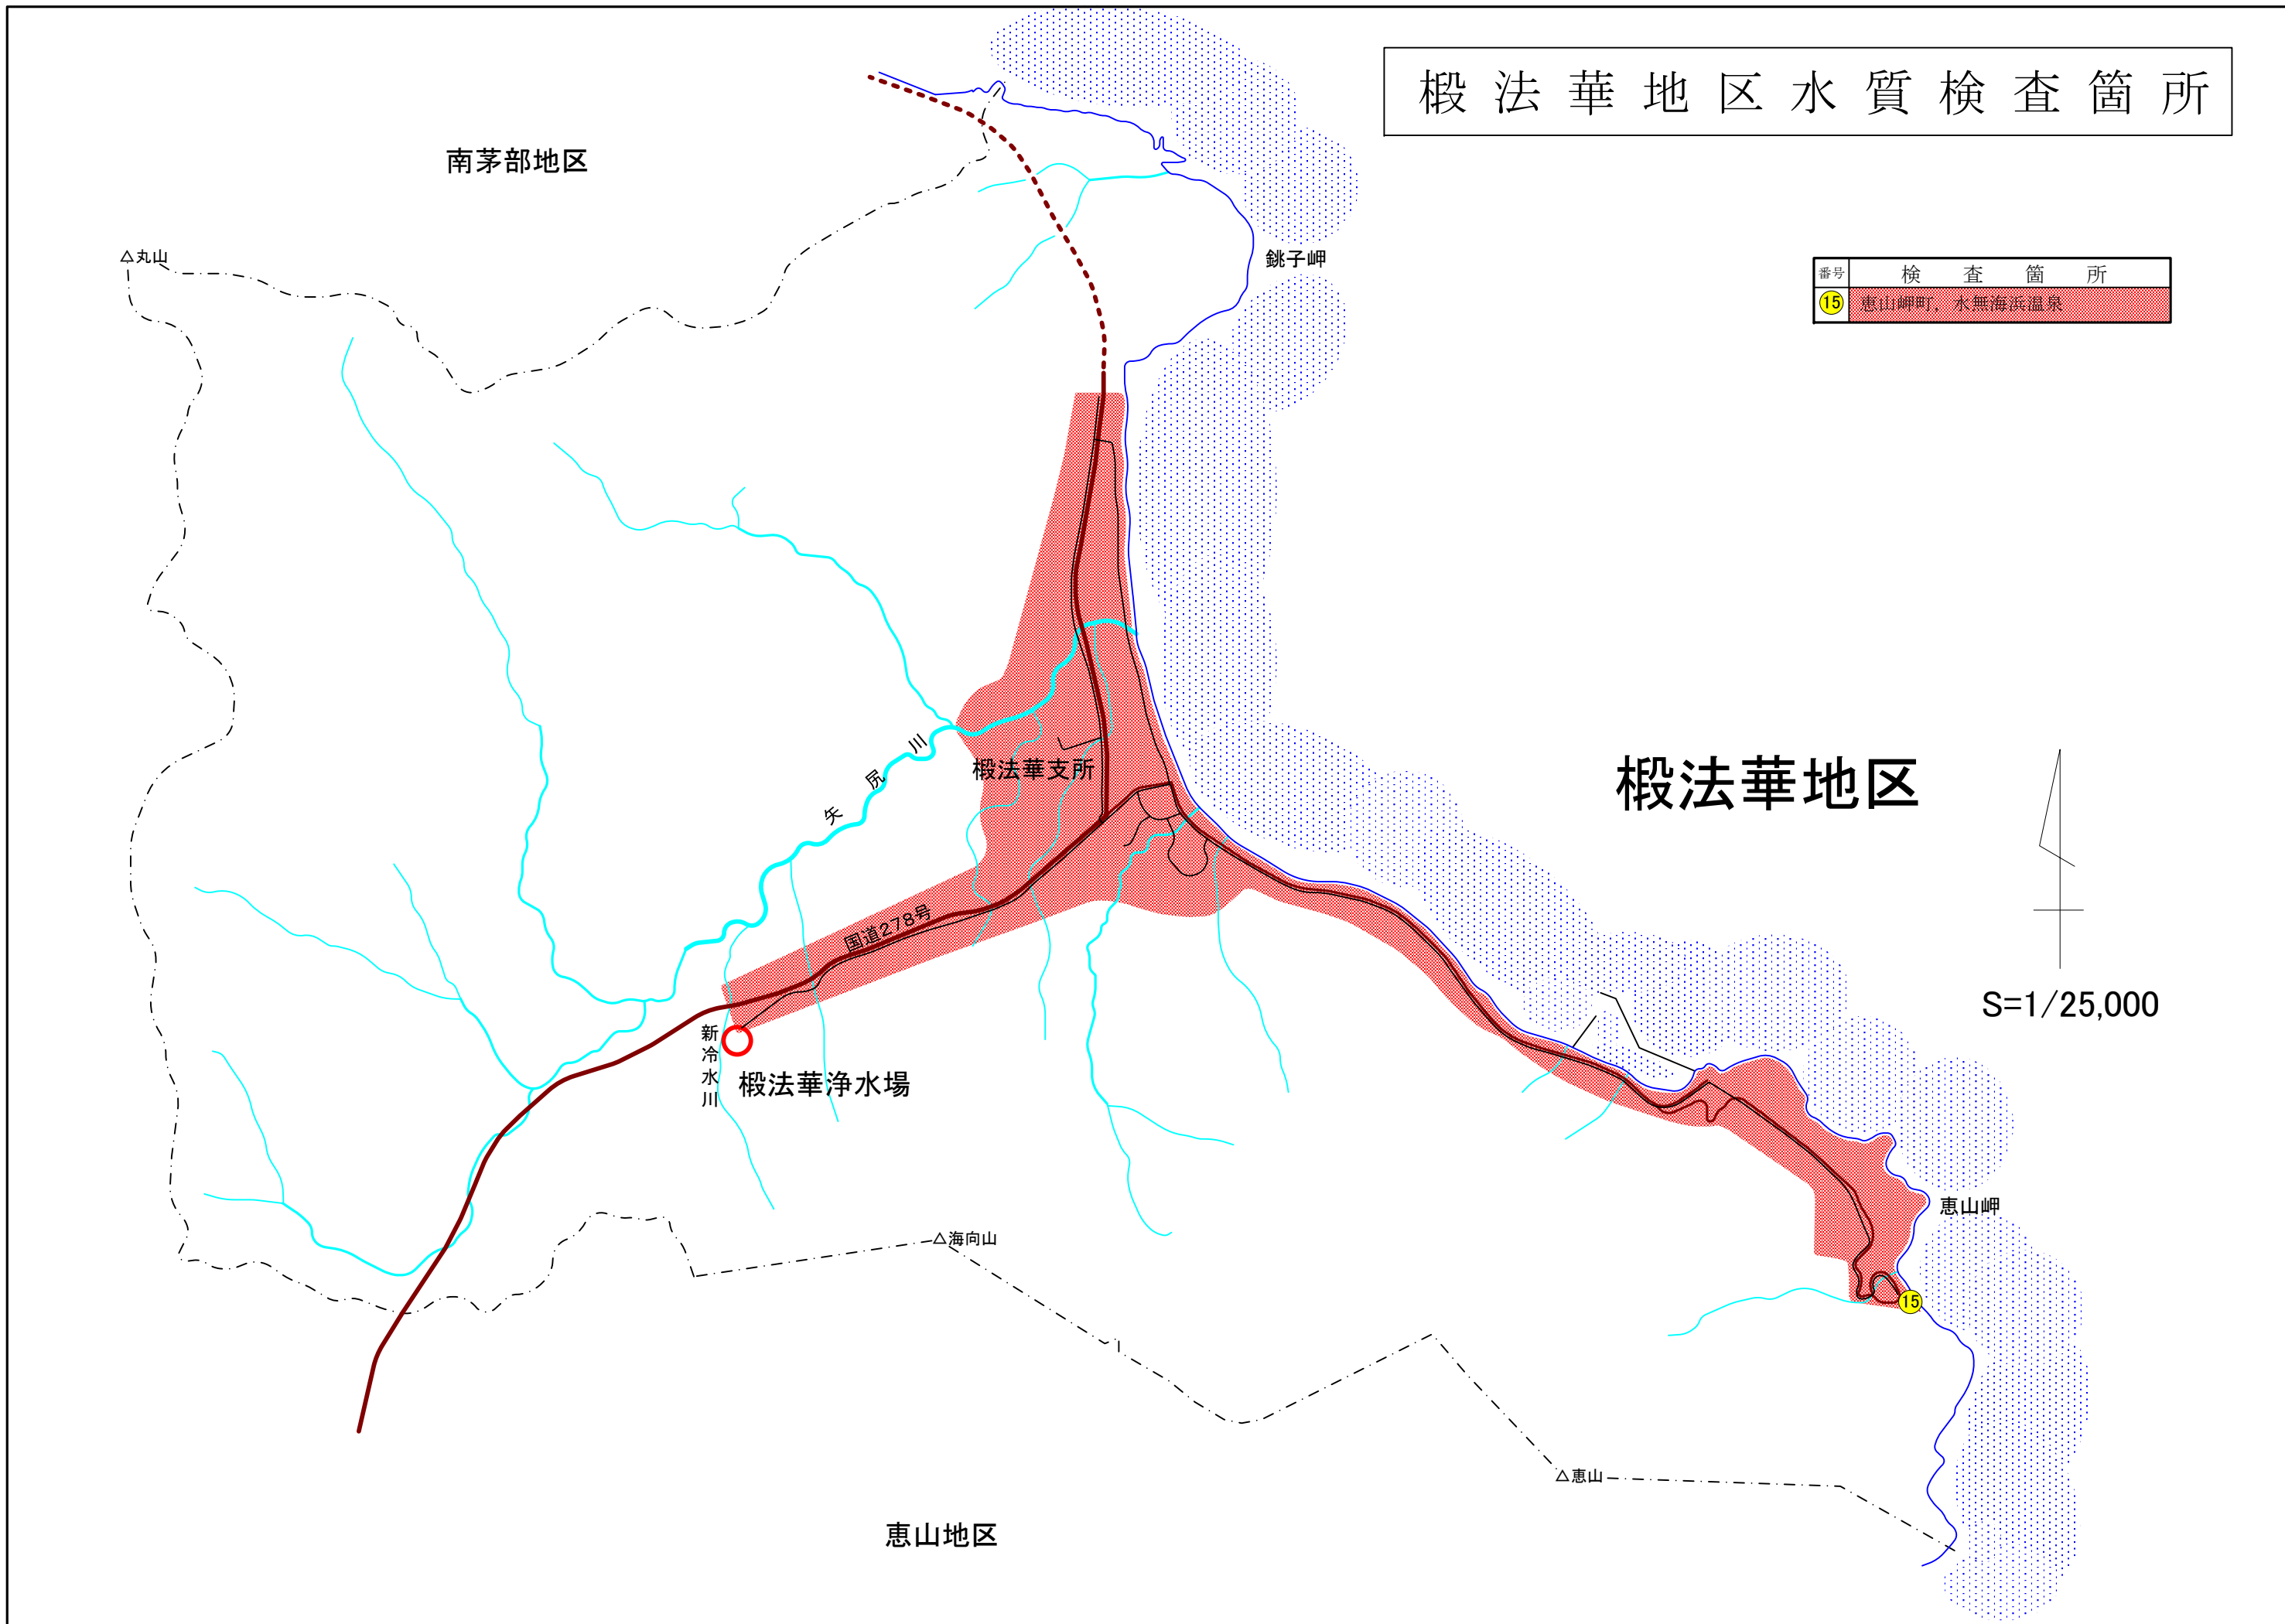 椴法華地区水質検査箇所
南茅部地区
△丸山
銚子岬
番号 検査箇所
15 恵山岬町，水無海浜温泉
椴法華支所
椴法華地区
矢尻川
国道278号
S=1/25,000
新冷水川
椴法華浄水場
恵山岬
△海向山
15
△恵山
恵山地区